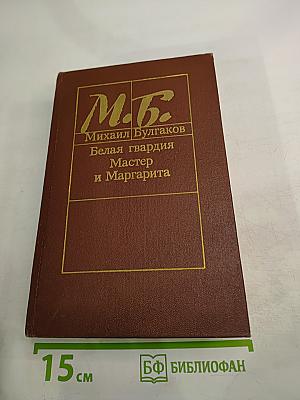 М.Б.
Михаил Булгаков
Белая гвардия
Мастер
и Маргарита
15 см
БФ БИБЛИОФАН